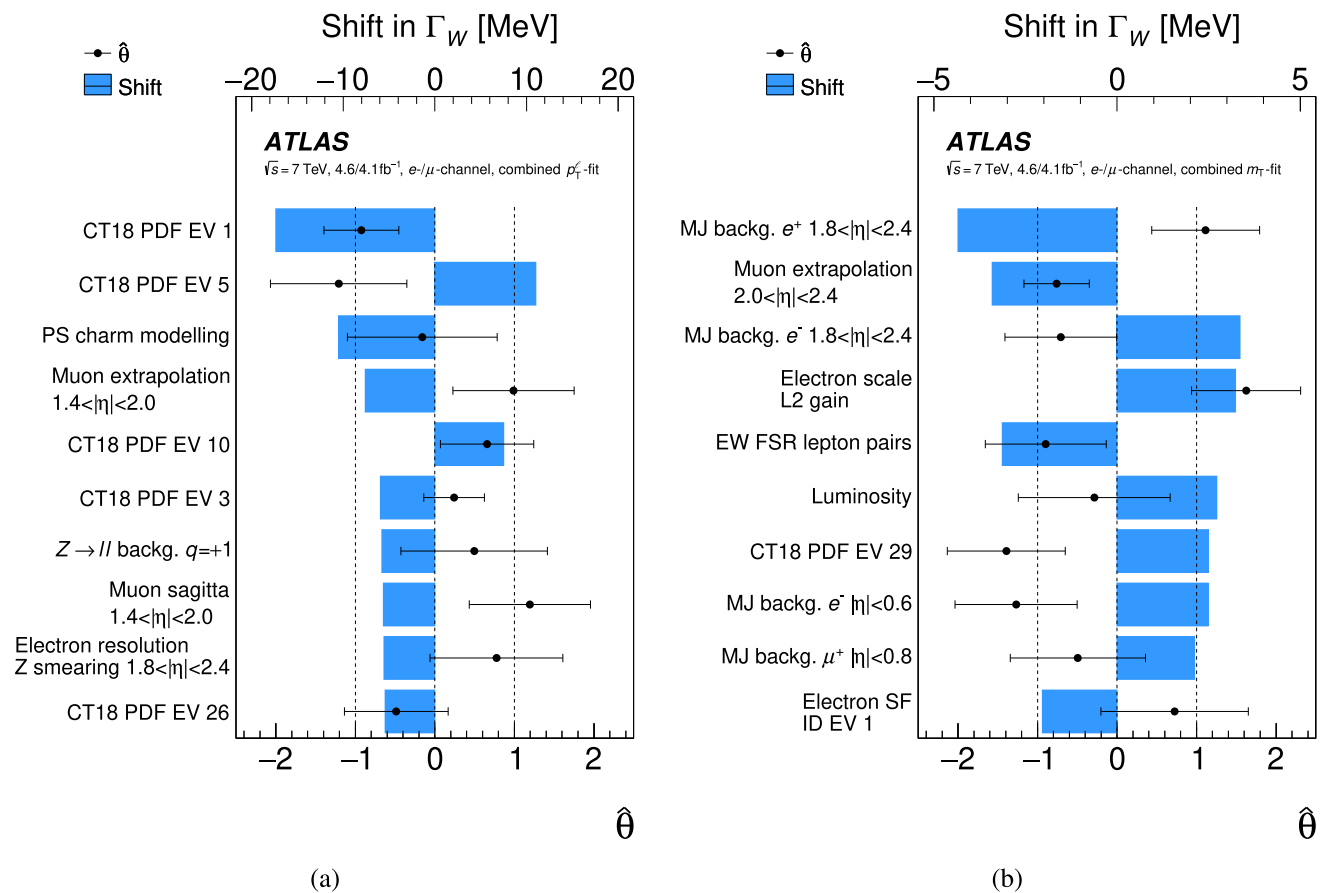 Shift in Γ_W [MeV]
θ̂
Shift
−20 −10 0 10 20
ATLAS
√s = 7 TeV, 4.6/4.1fb⁻¹, e-/μ-channel, combined p_T^ℓ-fit
CT18 PDF EV 1
CT18 PDF EV 5
PS charm modelling
Muon extrapolation
1.4<|η|<2.0
CT18 PDF EV 10
CT18 PDF EV 3
Z → ll backg. q=+1
Muon sagitta
1.4<|η|<2.0
Electron resolution
Z smearing 1.8<|η|<2.4
CT18 PDF EV 26
−2 −1 0 1 2
θ̂
(a)
Shift in Γ_W [MeV]
θ̂
Shift
−5 0 5
ATLAS
√s = 7 TeV, 4.6/4.1fb⁻¹, e-/μ-channel, combined m_T-fit
MJ backg. e⁺ 1.8<|η|<2.4
Muon extrapolation
2.0<|η|<2.4
MJ backg. e⁻ 1.8<|η|<2.4
Electron scale
L2 gain
EW FSR lepton pairs
Luminosity
CT18 PDF EV 29
MJ backg. e⁻ |η|<0.6
MJ backg. μ⁺ |η|<0.8
Electron SF
ID EV 1
−2 −1 0 1 2
θ̂
(b)